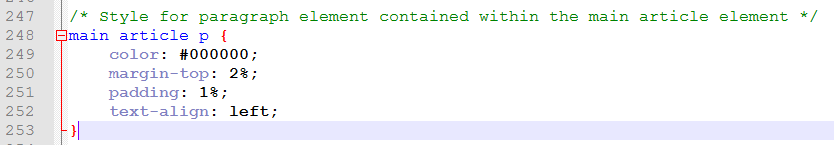 247 /* Style for paragraph element contained within the main article element */
248 main article p {
249 color: #000000;
250 margin-top: 2%;
251 padding: 1%;
252 text-align: left;
253 }